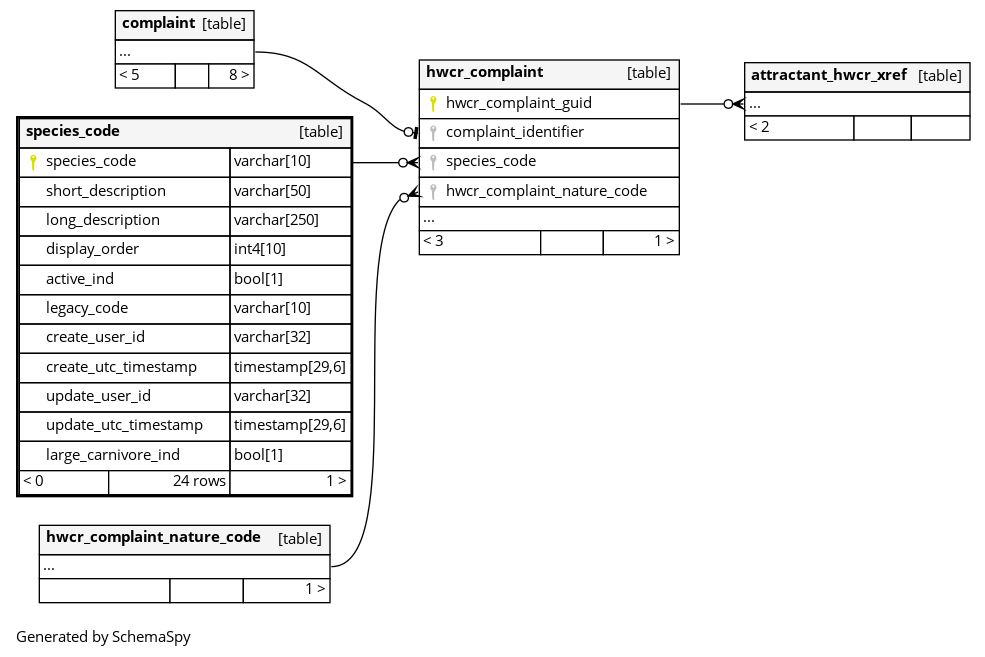 complaint [table]
...
< 5 8 >
species_code [table]
species_code varchar[10]
short_description varchar[50]
long_description varchar[250]
display_order int4[10]
active_ind bool[1]
legacy_code varchar[10]
create_user_id varchar[32]
create_utc_timestamp timestamp[29,6]
update_user_id varchar[32]
update_utc_timestamp timestamp[29,6]
large_carnivore_ind bool[1]
< 0 24 rows 1 >
hwcr_complaint_nature_code [table]
...
1 >
hwcr_complaint [table]
hwcr_complaint_guid
complaint_identifier
species_code
hwcr_complaint_nature_code
...
< 3 1 >
attractant_hwcr_xref [table]
...
< 2
Generated by SchemaSpy